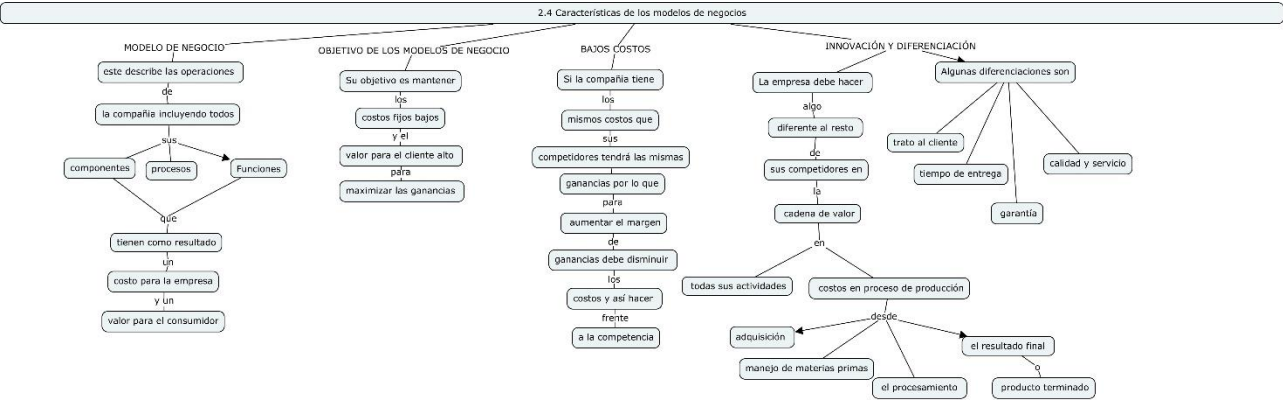 2.4 Características de los modelos de negocios
MODELO DE NEGOCIO
este describe las operaciones
de
la compañia incluyendo todos
sus
componentes
procesos
Funciones
que
tienen como resultado
un
costo para la empresa
y un
valor para el consumidor
OBJETIVO DE LOS MODELOS DE NEGOCIO
Su objetivo es mantener
los
costos fijos bajos
y el
valor para el cliente alto
para
maximizar las ganancias
BAJOS COSTOS
Si la compañia tiene
los
mismos costos que
sus
competidores tendrá las mismas
ganancias por lo que
para
aumentar el margen
de
ganancias debe disminuir
los
costos y así hacer
frente
a la competencia
INNOVACIÓN Y DIFERENCIACIÓN
La empresa debe hacer
algo
diferente al resto
de
sus competidores en
la
cadena de valor
en
todas sus actividades
costos en proceso de producción
desde
adquisición
manejo de materias primas
el procesamiento
el resultado final
o
producto terminado
Algunas diferenciaciones son
trato al cliente
tiempo de entrega
garantía
calidad y servicio